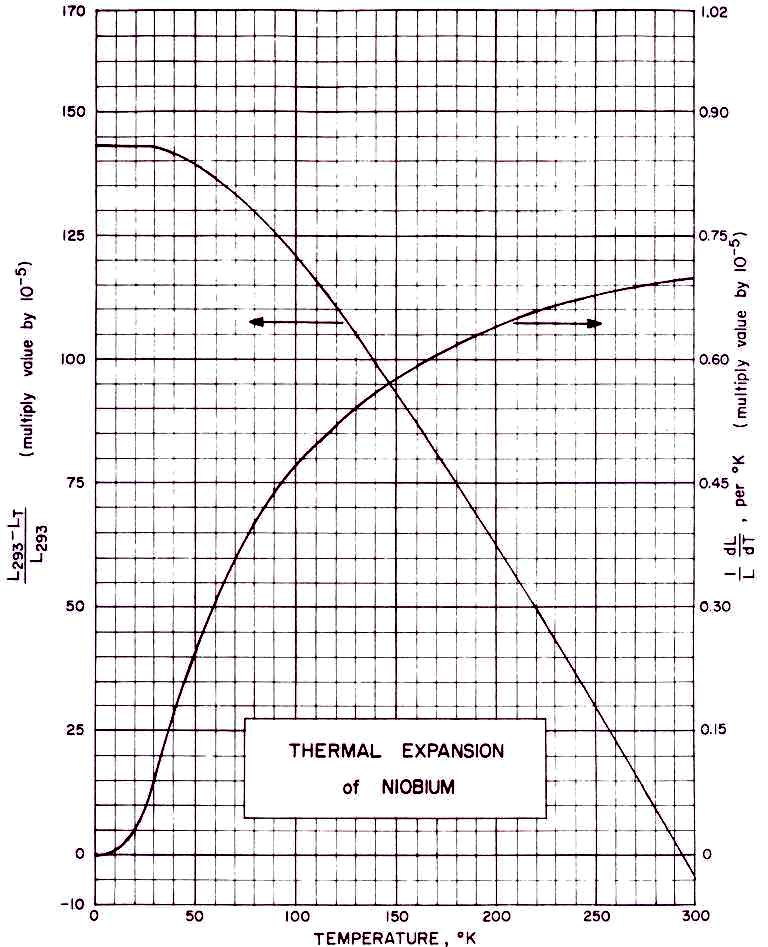 170
150
125
100
75
50
25
0
-10
(multiply value by 10⁻⁵)
L₂₉₃ - L_T
L₂₉₃
1.02
0.90
0.75
0.60
0.45
0.30
0.15
0
(multiply value by 10⁻⁵)
1 dL
L dT , per °K
THERMAL EXPANSION
of NIOBIUM
0 50 100 150 200 250 300
TEMPERATURE , °K